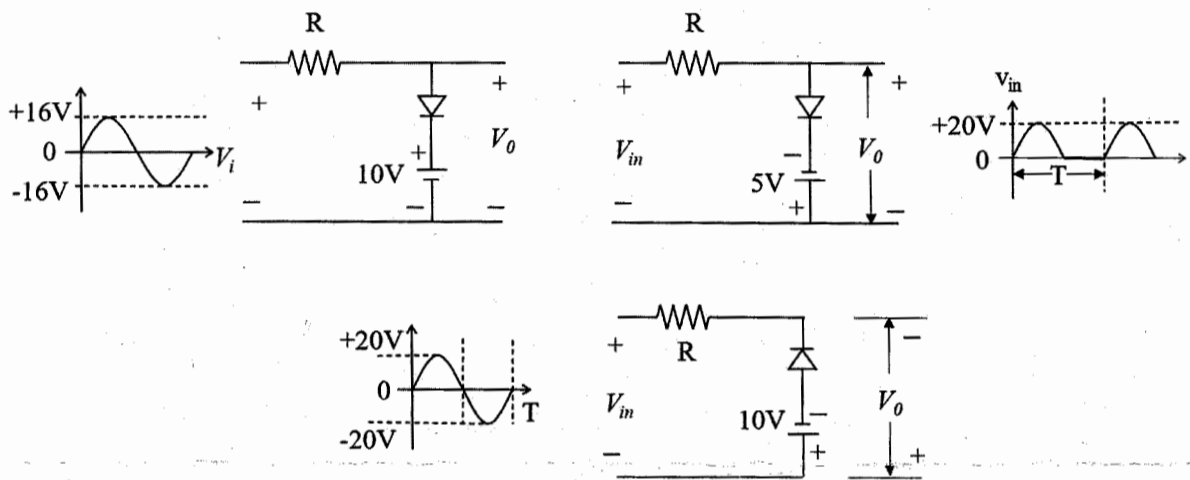 R
+
−
+16V
0
-16V
V_i
+
10V
−
+
V_0
−
R
+
V_in
−
−
5V
+
+
V_0
−
v_in
+20V
0
T
+20V
0
-20V
T
R
+
V_in
−
−
10V
+
−
V_0
+